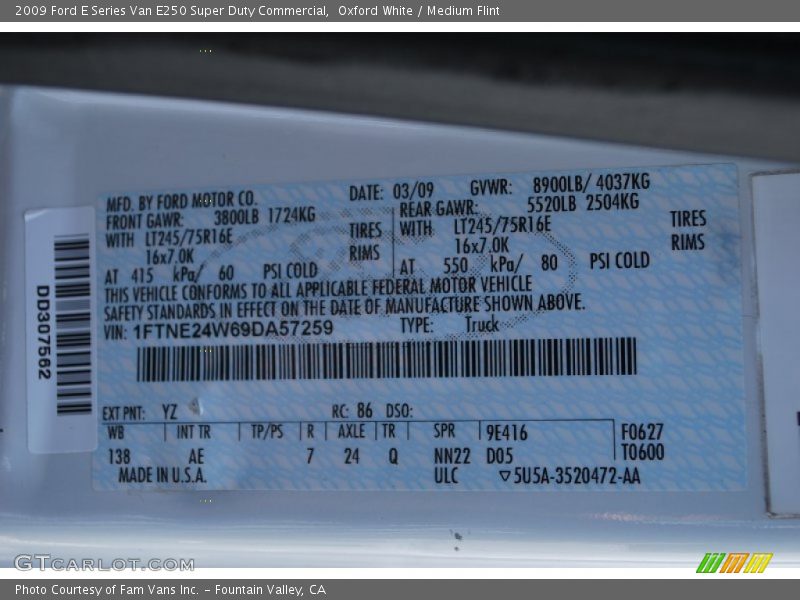 2009 Ford E Series Van E250 Super Duty Commercial, Oxford White / Medium Flint
MFD. BY FORD MOTOR CO. DATE: 03/09 GVWR: 8900LB/ 4037KG
FRONT GAWR: 3800LB 1724KG REAR GAWR: 5520LB 2504KG
WITH LT245/75R16E TIRES WITH LT245/75R16E TIRES
16x7.0K RIMS 16x7.0K RIMS
AT 415 kPa/ 60 PSI COLD AT 550 kPa/ 80 PSI COLD
THIS VEHICLE CONFORMS TO ALL APPLICABLE FEDERAL MOTOR VEHICLE
SAFETY STANDARDS IN EFFECT ON THE DATE OF MANUFACTURE SHOWN ABOVE.
VIN: 1FTNE24W69DA57259 TYPE: Truck
DD307562
EXT PNT: YZ RC: 86 DSO:
WB INT TR TP/PS R AXLE TR SPR 9E416 F0627
138 AE 7 24 Q NN22 D05 T0600
MADE IN U.S.A. ULC ▽5U5A-3520472-AA
GTCARLOT.COM
Photo Courtesy of Fam Vans Inc. - Fountain Valley, CA